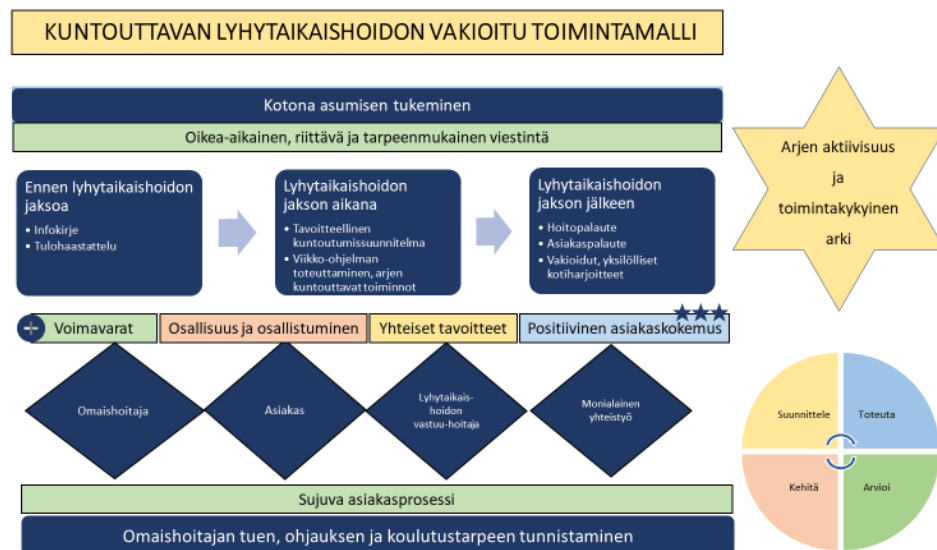 KUNTOUTTAVAN LYHYTAIKAISHOIDON VAKIOITU TOIMINTAMALLI
Kotona asumisen tukeminen
Oikea-aikainen, riittävä ja tarpeenmukainen viestintä
Ennen lyhytaikaishoidon
jaksoa
• Infokirje
• Tulohaastattelu
Lyhytaikaishoidon
jakson aikana
• Tavoitteellinen
kuntoutumissuunnitelma
• Viikko-ohjelman
toteuttaminen, arjen
kuntouttavat toiminnot
Lyhytaikaishoidon
jakson jälkeen
• Hoitopalaute
• Asiakaspalaute
• Vakioidut, yksilölliset
kotiharjoitteet
Arjen aktiivisuus
ja
toimintakykyinen
arki
Voimavarat
Osallisuus ja osallistuminen
Yhteiset tavoitteet
Positiivinen asiakaskokemus
Omaishoitaja
Asiakas
Lyhytaikais-
hoidon
vastuu-hoitaja
Monialainen
yhteistyö
Suunnittele
Toteuta
Kehitä
Arvioi
Sujuva asiakasprosessi
Omaishoitajan tuen, ohjauksen ja koulutustarpeen tunnistaminen